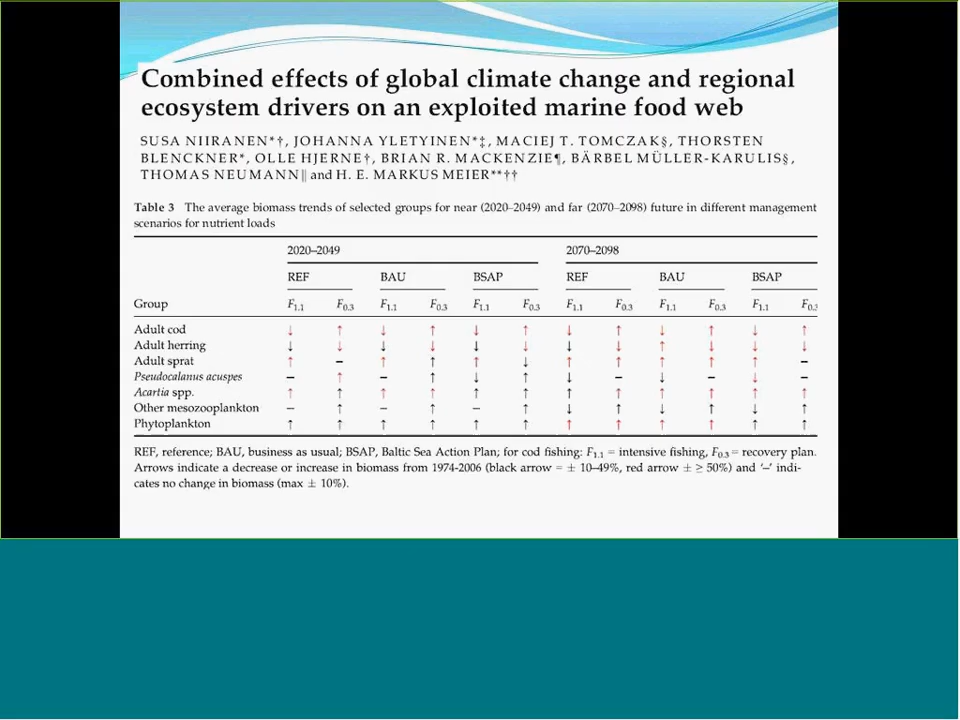 Combined effects of global climate change and regional
ecosystem drivers on an exploited marine food web
SUSA NIIRANEN*†, JOHANNA YLETYINEN*‡, MACIEJ T. TOMCZAK§, THORSTEN
BLENCKNER*, OLLE HJERNE†, BRIAN R. MACKENZIE¶, BÄRBEL MÜLLER-KARULIS§,
THOMAS NEUMANN‖ and H. E. MARKUS MEIER**††
Table 3 The average biomass trends of selected groups for near (2020–2049) and far (2070–2098) future in different management
scenarios for nutrient loads
2020–2049 2070–2098
REF BAU BSAP REF BAU BSAP
Group F1.1 F0.3 F1.1 F0.3 F1.1 F0.3 F1.1 F0.3 F1.1 F0.3 F1.1 F0.3
Adult cod ↓ ↑ ↓ ↑ ↓ ↑ ↓ ↑ ↓ ↑ ↓ ↑
Adult herring ↓ ↓ ↓ ↓ ↓ ↓ ↓ ↓ ↑ ↓ ↓ ↓
Adult sprat ↑ – ↑ ↑ ↑ ↓ ↑ ↑ ↑ ↑ ↑ –
Pseudocalanus acuspes – ↑ – ↑ ↓ ↑ ↓ – ↓ – ↓ –
Acartia spp. ↑ ↑ ↑ ↑ ↑ ↑ ↑ ↑ ↑ ↑ ↑ ↑
Other mesozooplankton – ↑ – ↑ – ↑ ↓ ↑ ↓ ↑ ↓ ↑
Phytoplankton ↑ ↑ ↑ ↑ ↑ ↑ ↑ ↑ ↑ ↑ ↑ ↑
REF, reference; BAU, business as usual; BSAP, Baltic Sea Action Plan; for cod fishing: F1.1 = intensive fishing, F0.3 = recovery plan.
Arrows indicate a decrease or increase in biomass from 1974-2006 (black arrow = ± 10–49%, red arrow ± ≥ 50%) and ‘–’ indi-
cates no change in biomass (max ± 10%).